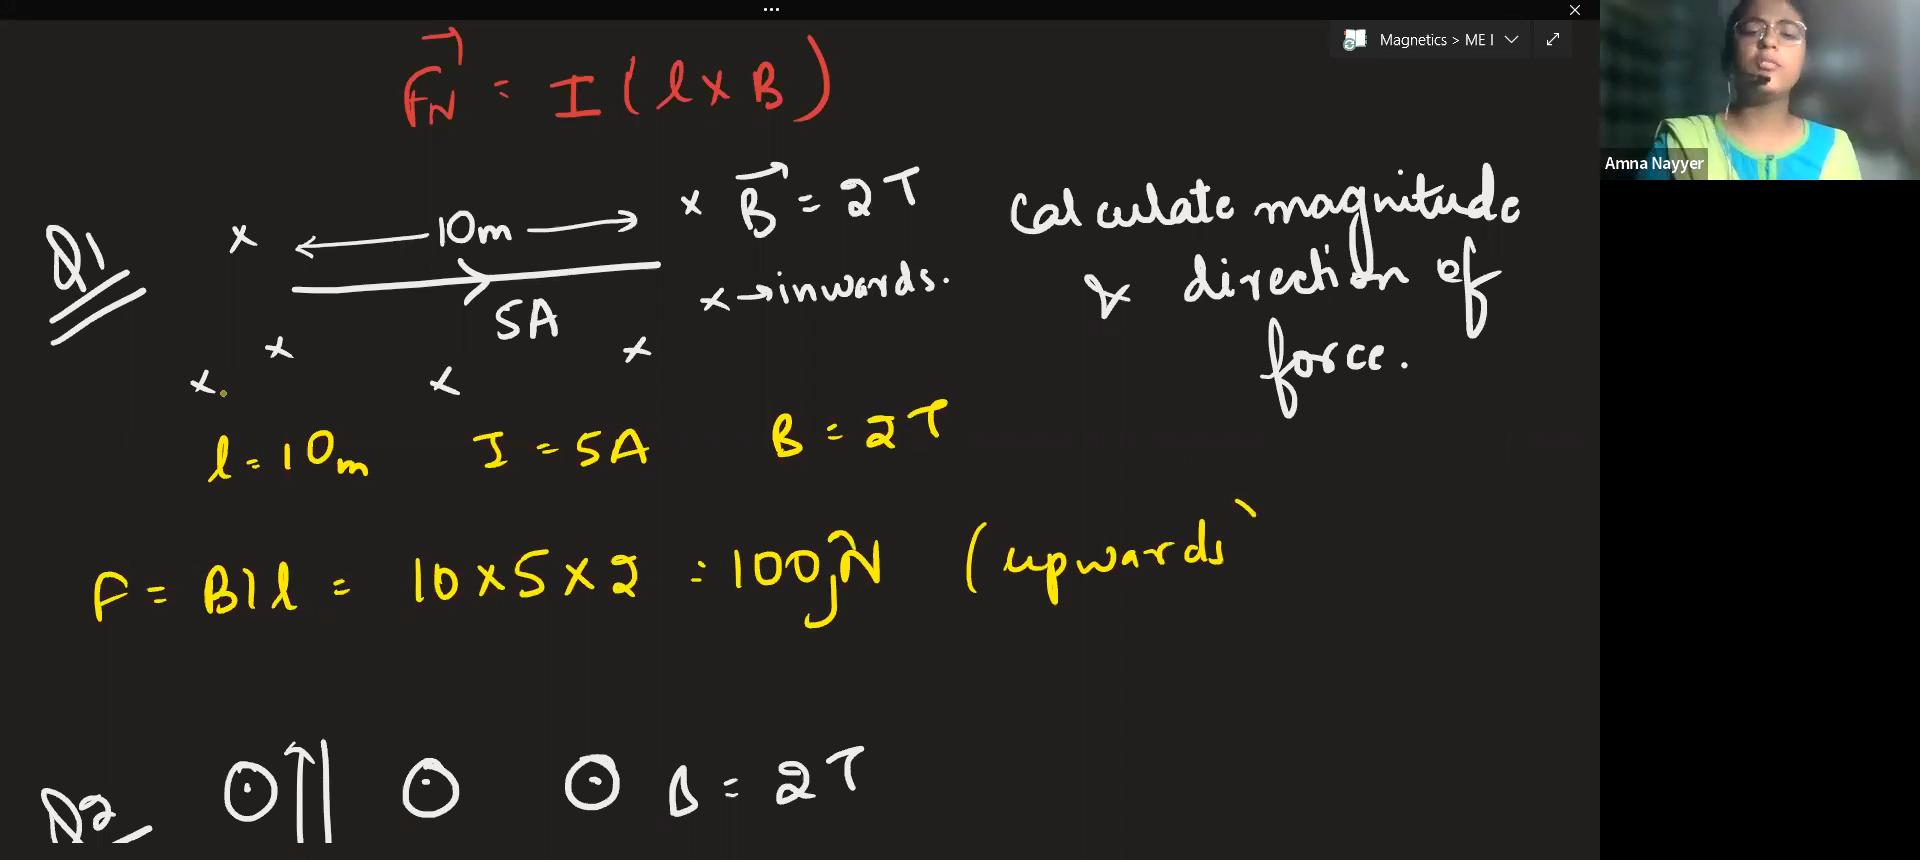 Magnetics > ME I
Amna Nayyer
F⃗N = I ( l x B )
Q1
10m
5A
x B⃗ = 2T
x → inwards.
Calculate magnitude
& direction of
force.
l = 10m I = 5A B = 2T
F = BIl = 10 x 5 x 2 = 100 ĵ N (upwards)
Q2
B = 2T